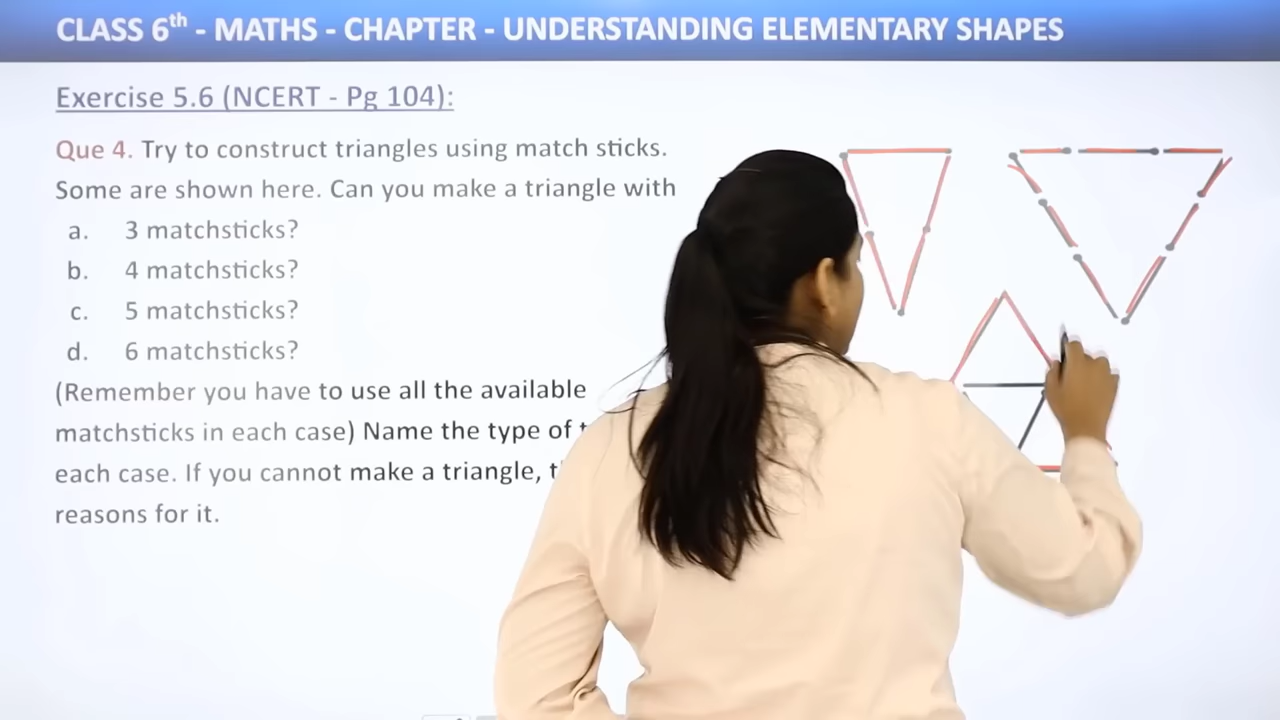 CLASS 6th - MATHS - CHAPTER - UNDERSTANDING ELEMENTARY SHAPES
Exercise 5.6 (NCERT - Pg 104):
Que 4. Try to construct triangles using match sticks.
Some are shown here. Can you make a triangle with
a. 3 matchsticks?
b. 4 matchsticks?
c. 5 matchsticks?
d. 6 matchsticks?
(Remember you have to use all the available
matchsticks in each case) Name the type of
each case. If you cannot make a triangle,
reasons for it.